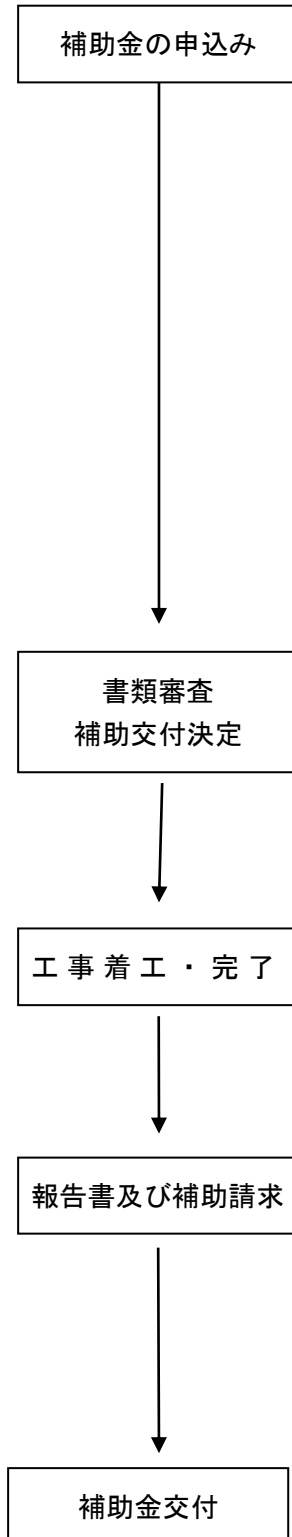 補助金の申込み
書類審査
補助交付決定
工事着工・完了
報告書及び補助請求
補助金交付